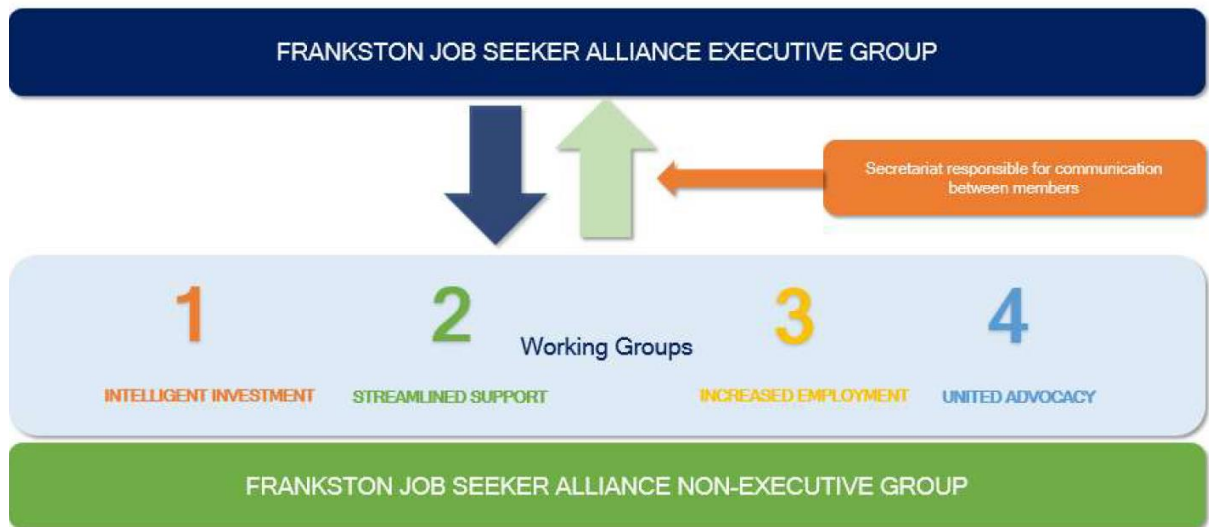 FRANKSTON JOB SEEKER ALLIANCE EXECUTIVE GROUP
Secretariat responsible for communication
between members
1
2
3
4
Working Groups
INTELLIGENT INVESTMENT
STREAMLINED SUPPORT
INCREASED EMPLOYMENT
UNITED ADVOCACY
FRANKSTON JOB SEEKER ALLIANCE NON-EXECUTIVE GROUP